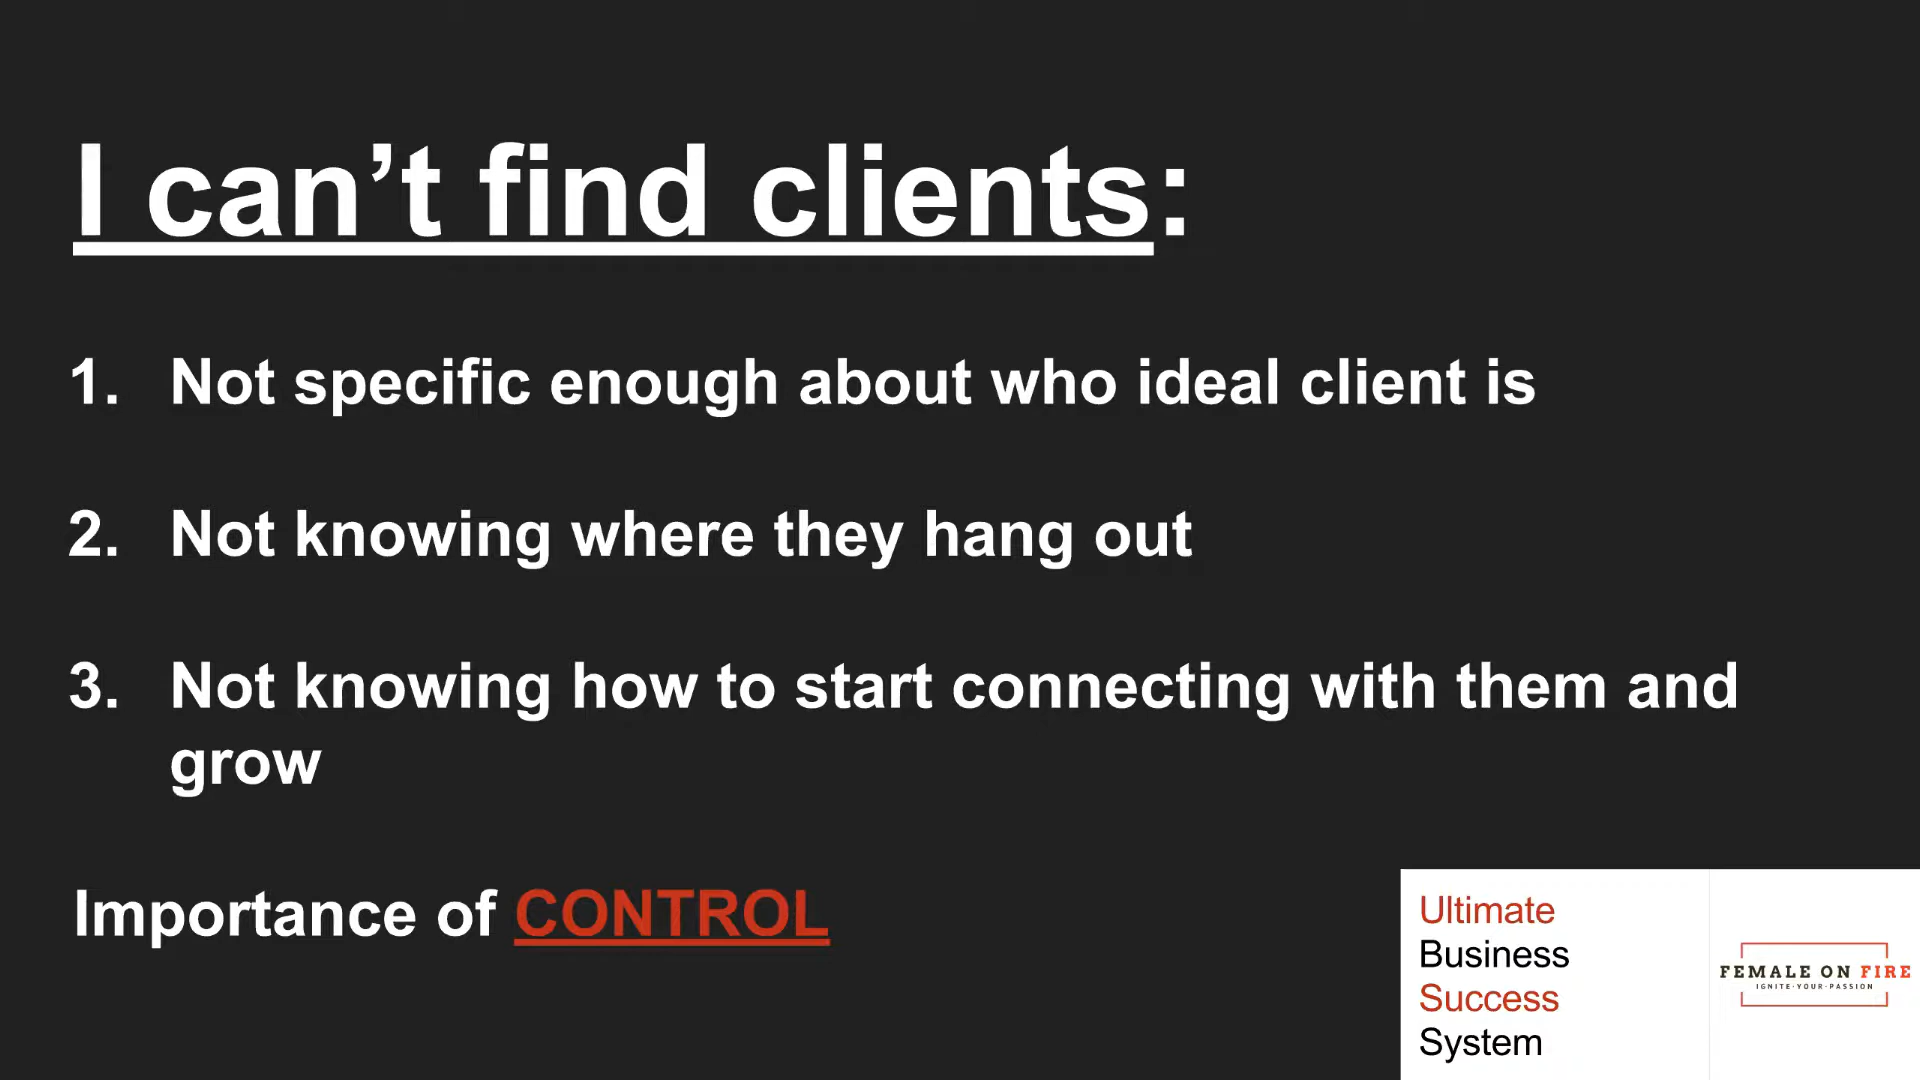 I can’t find clients:
1. Not specific enough about who ideal client is
2. Not knowing where they hang out
3. Not knowing how to start connecting with them and
grow
Importance of CONTROL
Ultimate
Business
Success
System
FEMALE ON FIRE
IGNITE·YOUR·PASSION